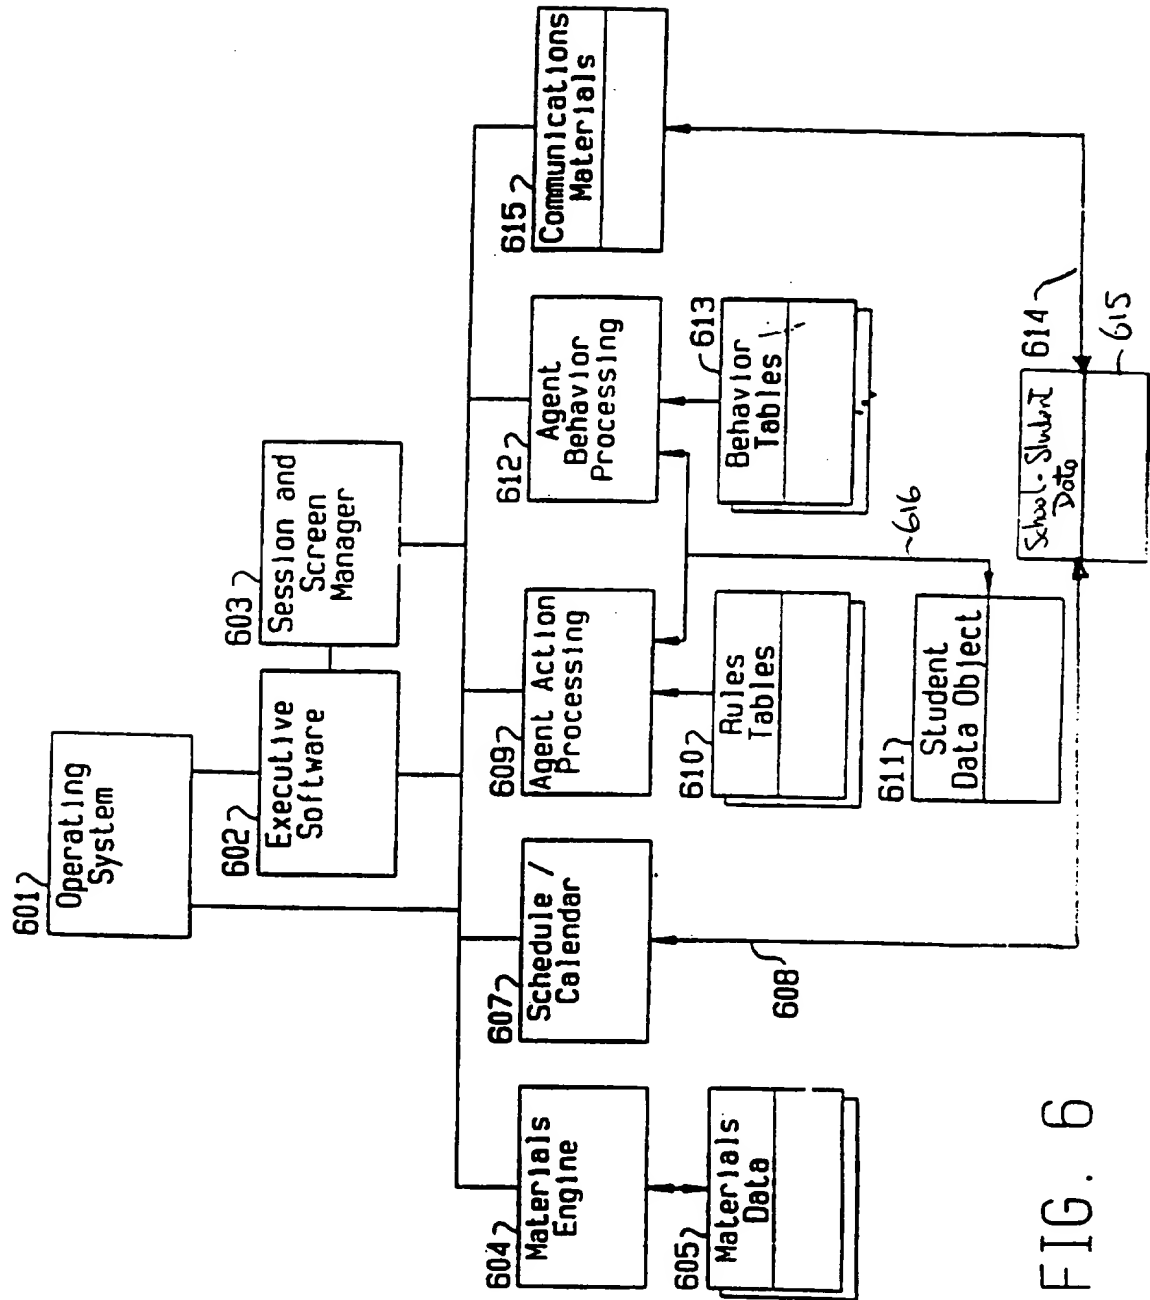 601
Operating
System
602
Executive
Software
603
Session and
Screen
Manager
604
Materials
Engine
607
Schedule /
Calendar
609
Agent Action
Processing
612
Agent
Behavior
Processing
615
Communications
Materials
605
Materials
Data
608
610
Rules
Tables
613
Behavior
Tables
611
Student
Data Object
616
614
School-Student
Data
615
FIG. 6